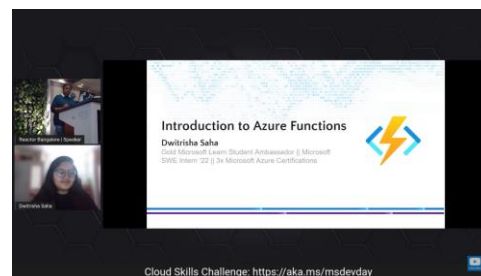 Reactor Bangalore | Speaker
Dwitrisha Saha
Introduction to Azure Functions
Dwitrisha Saha
Gold Microsoft Learn Student Ambassador || Microsoft
SWE Intern '22 || 3x Microsoft Azure Certifications
Cloud Skills Challenge: https://aka.ms/msdevday